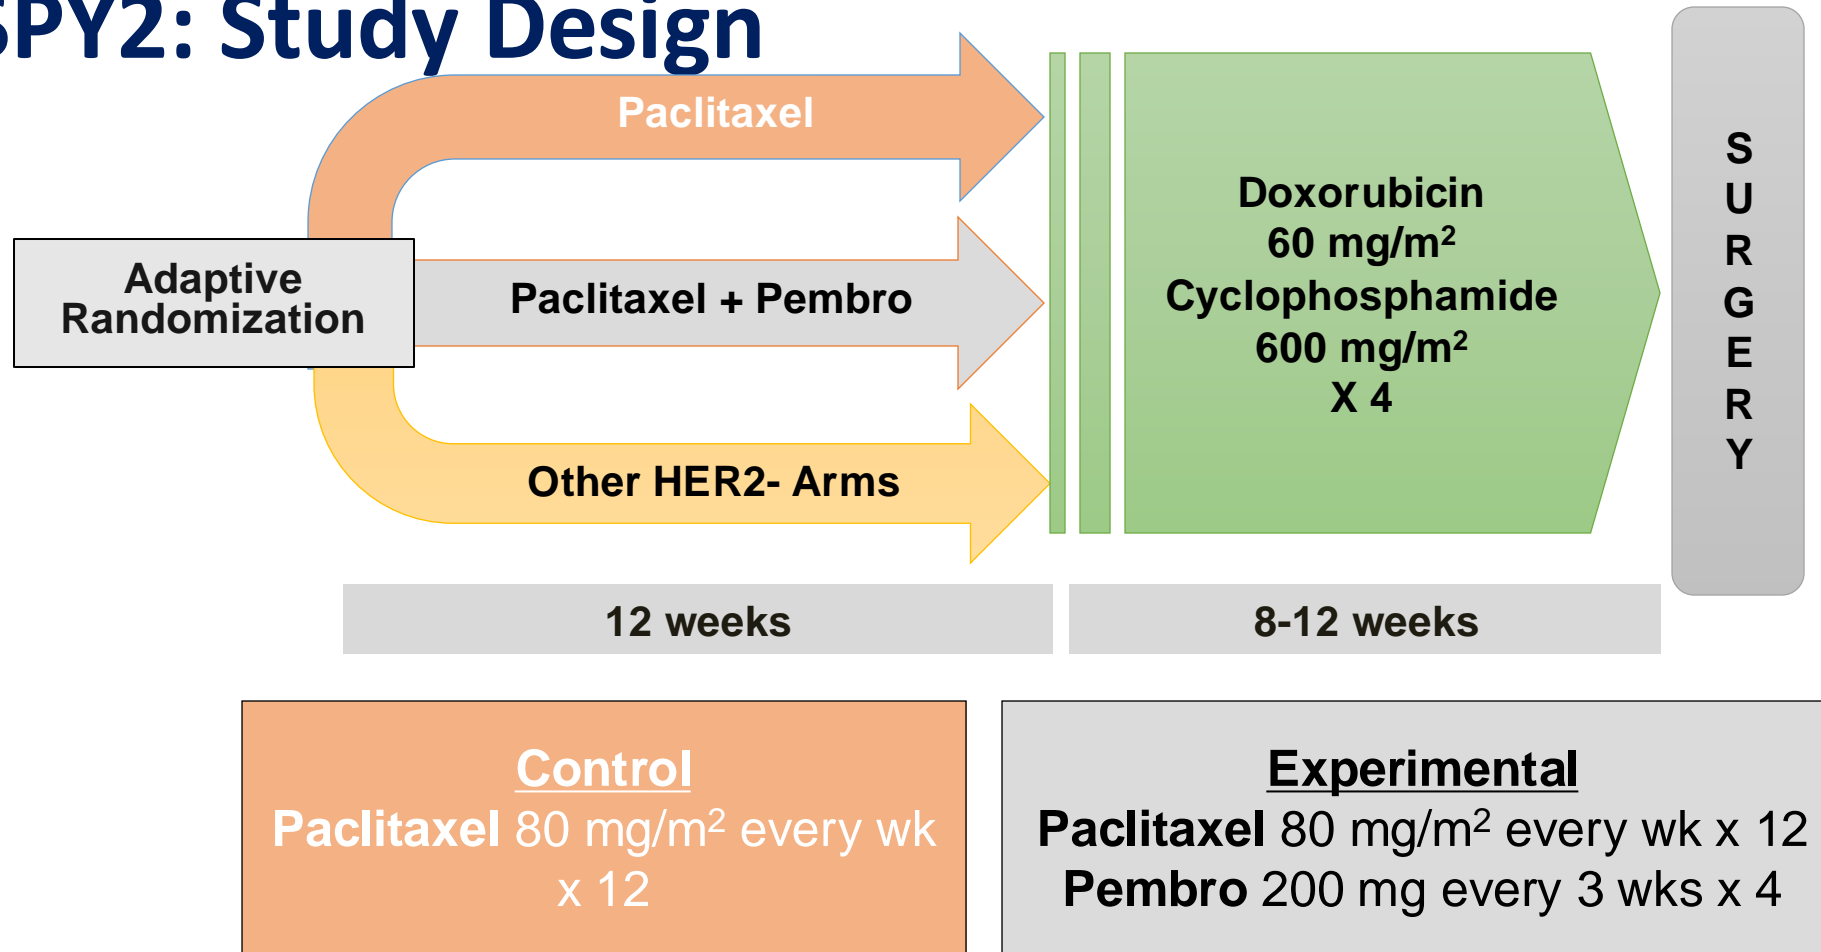 SPY2: Study Design
Paclitaxel
Adaptive
Randomization
Paclitaxel + Pembro
Other HER2- Arms
Doxorubicin
60 mg/m²
Cyclophosphamide
600 mg/m²
X 4
S
U
R
G
E
R
Y
12 weeks
8-12 weeks
Control
Paclitaxel 80 mg/m² every wk
x 12
Experimental
Paclitaxel 80 mg/m² every wk x 12
Pembro 200 mg every 3 wks x 4